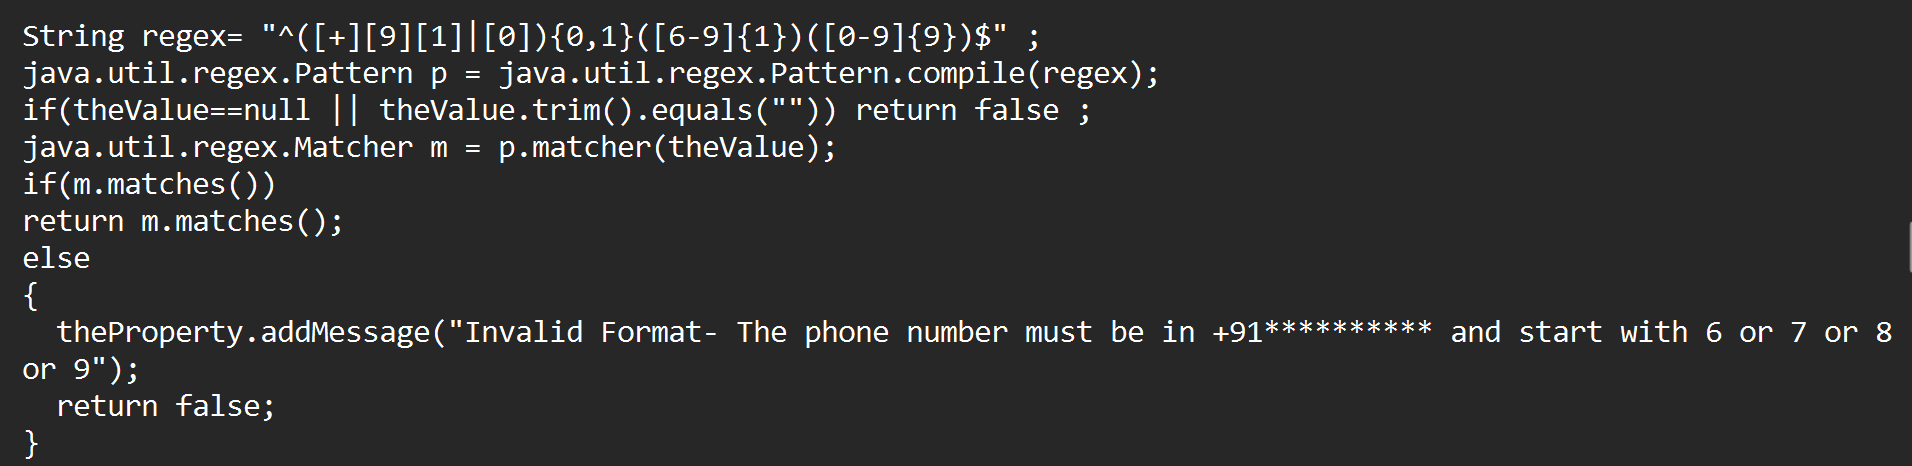 String regex= "^([+][9][1]|[0]){0,1}([6-9]{1})([0-9]{9})$" ;
java.util.regex.Pattern p = java.util.regex.Pattern.compile(regex);
if(theValue==null || theValue.trim().equals("")) return false ;
java.util.regex.Matcher m = p.matcher(theValue);
if(m.matches())
return m.matches();
else
{
  theProperty.addMessage("Invalid Format- The phone number must be in +91********** and start with 6 or 7 or 8
or 9");
  return false;
}